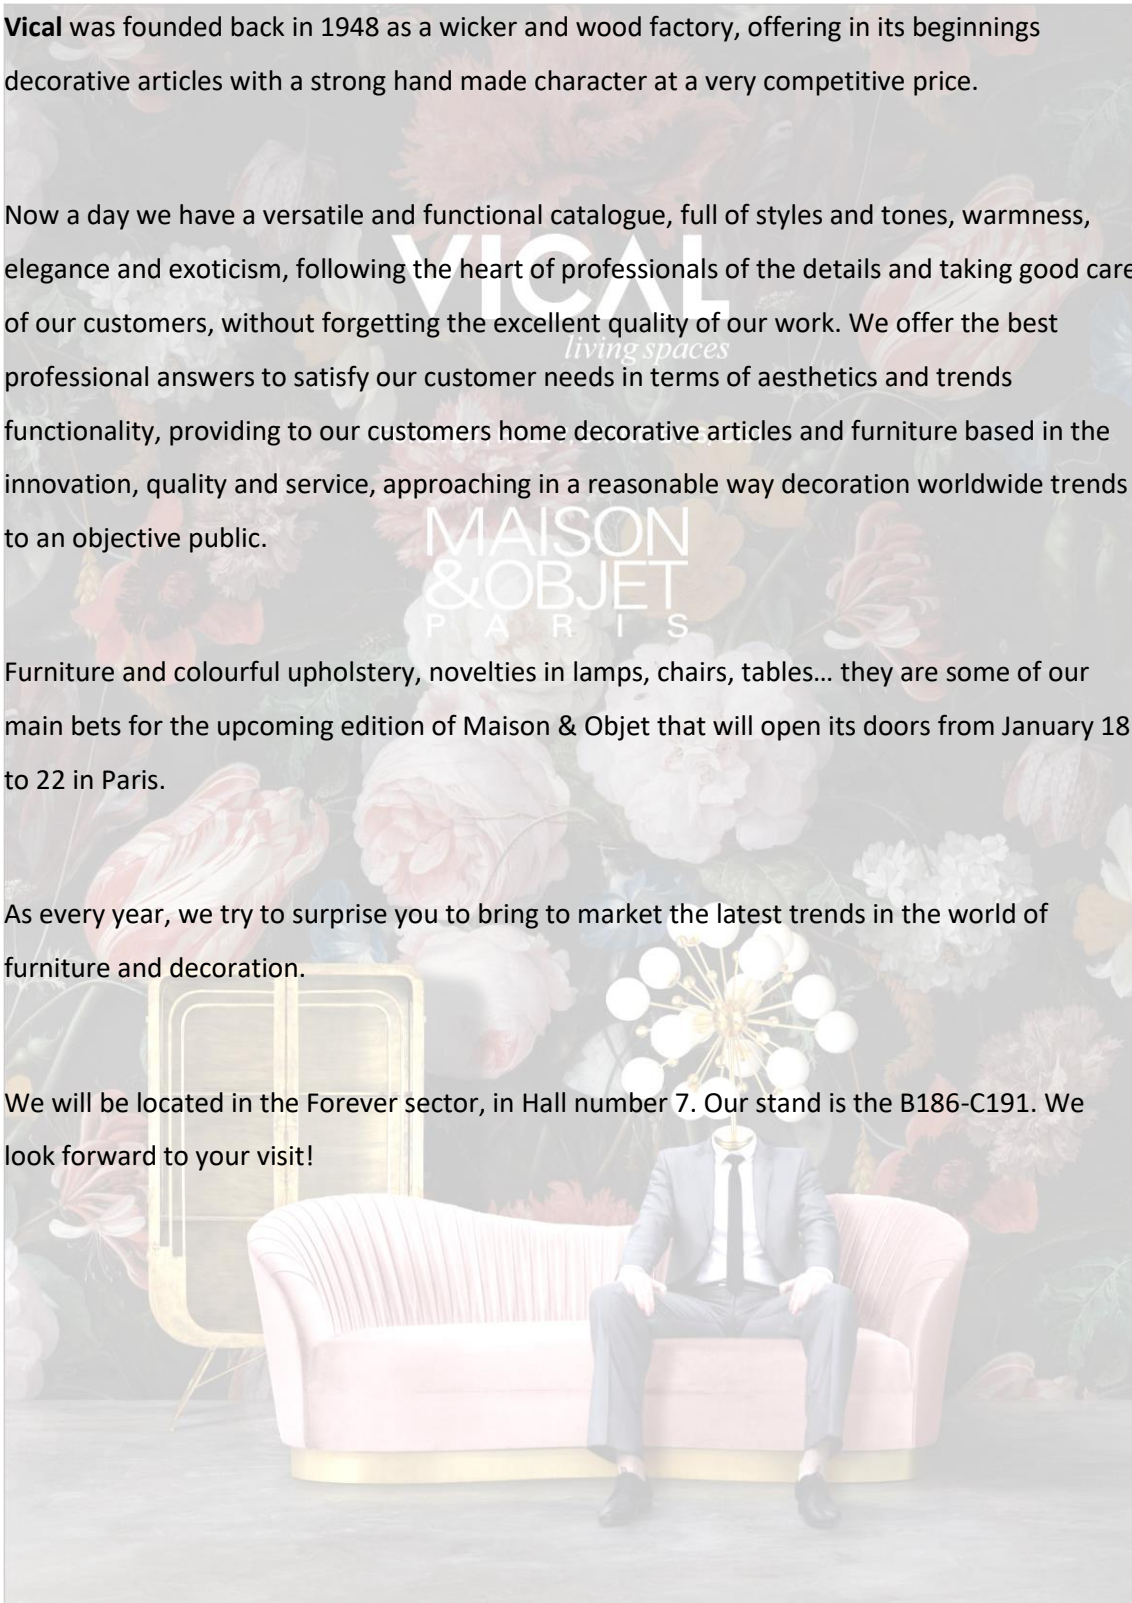 Vical was founded back in 1948 as a wicker and wood factory, offering in its beginnings
decorative articles with a strong hand made character at a very competitive price.
Now a day we have a versatile and functional catalogue, full of styles and tones, warmness,
VICAL
elegance and exoticism, following the heart of professionals of the details and taking good care
of our customers, without forgetting the excellent quality of our work. We offer the best
living spaces
professional answers to satisfy our customer needs in terms of aesthetics and trends
functionality, providing to our customers home decorative articles and furniture based in the
innovation, quality and service, approaching in a reasonable way decoration worldwide trends
to an objective public.
MAISON
&OBJET
PARIS
Furniture and colourful upholstery, novelties in lamps, chairs, tables… they are some of our
main bets for the upcoming edition of Maison & Objet that will open its doors from January 18
to 22 in Paris.
As every year, we try to surprise you to bring to market the latest trends in the world of
furniture and decoration.
We will be located in the Forever sector, in Hall number 7. Our stand is the B186-C191. We
look forward to your visit!